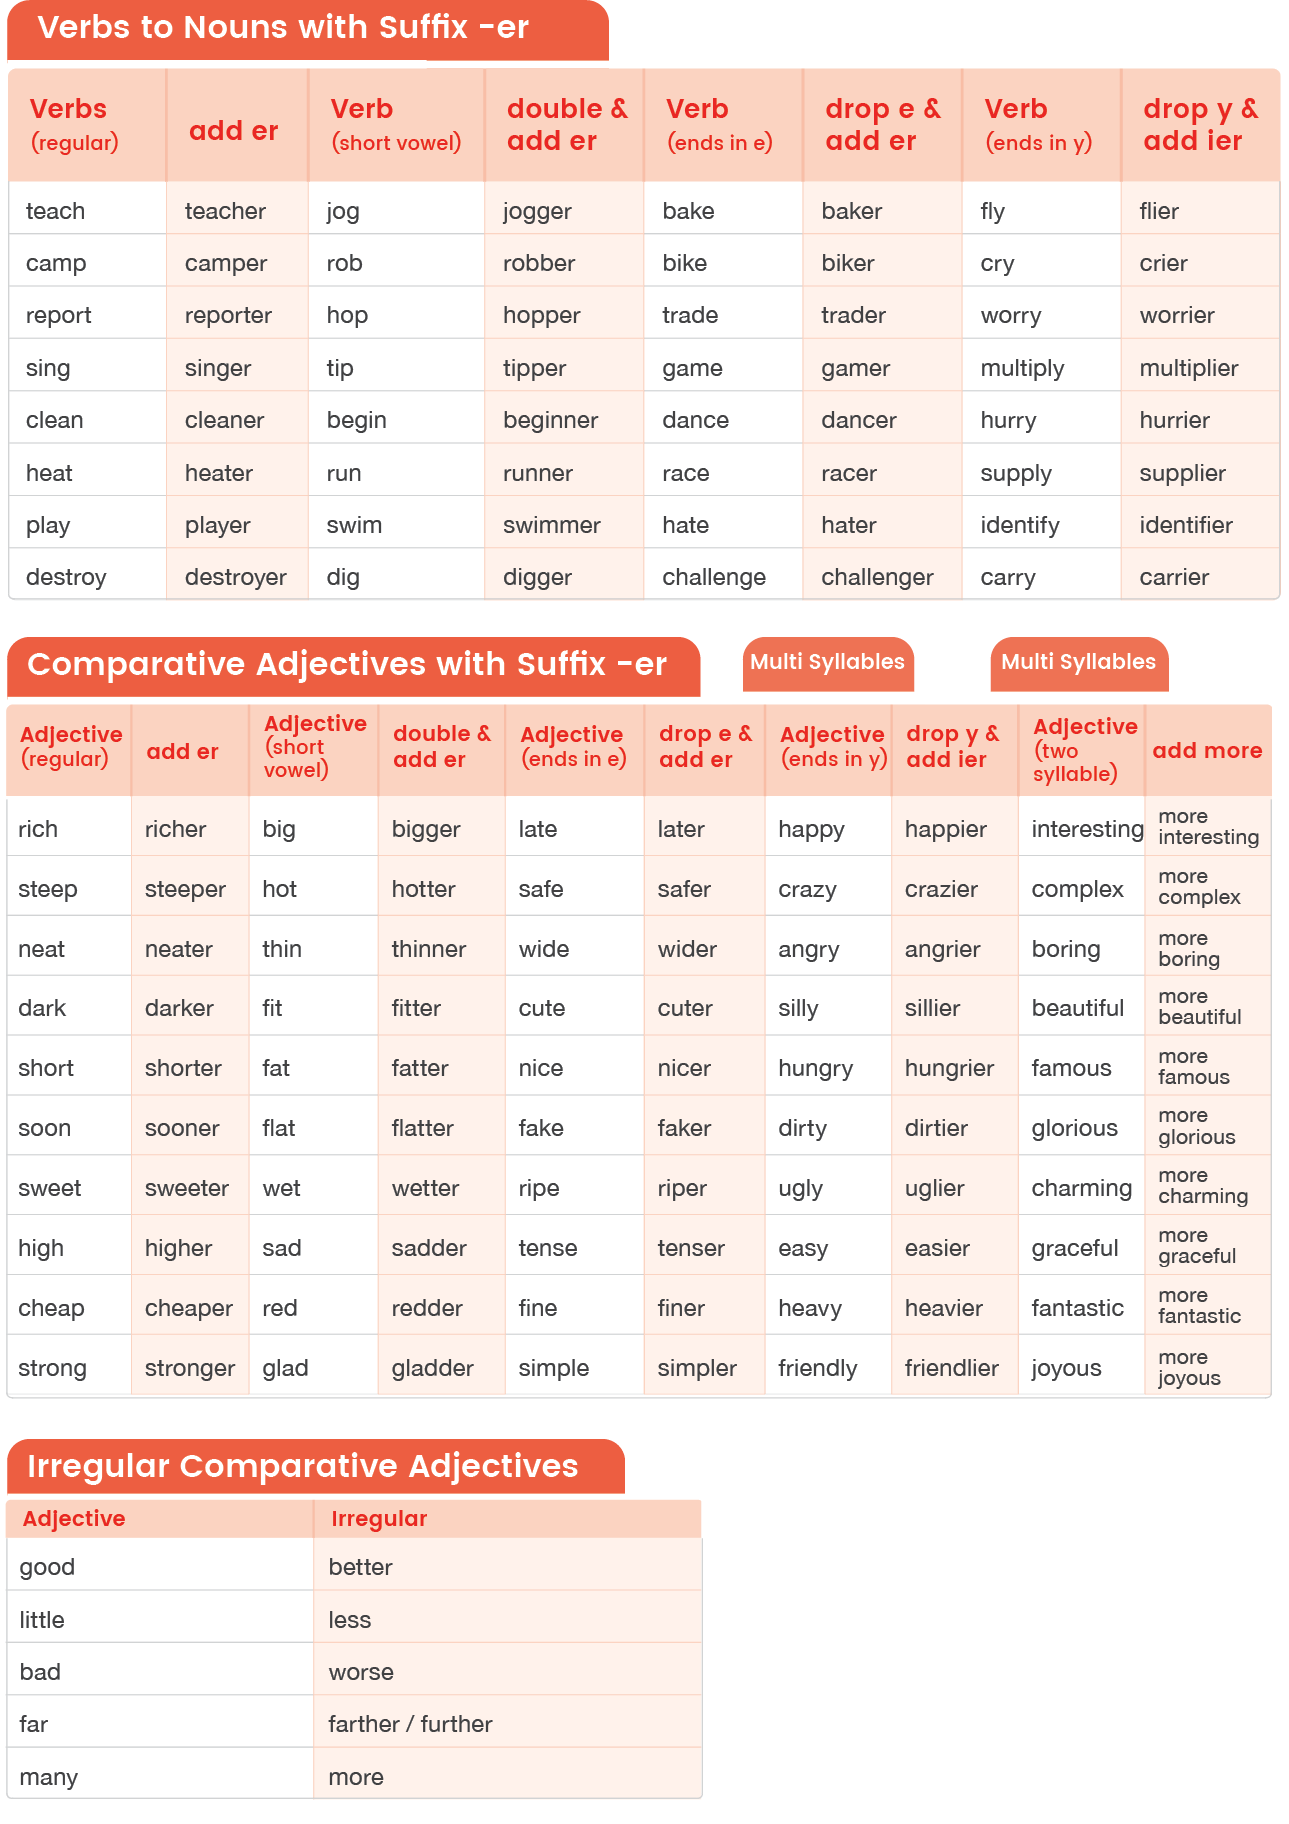 Verbs to Nouns with Suffix -er
Verbs (regular) add er Verb (short vowel) double & add er Verb (ends in e) drop e & add er Verb (ends in y) drop y & add ier
teach teacher jog jogger bake baker fly flier
camp camper rob robber bike biker cry crier
report reporter hop hopper trade trader worry worrier
sing singer tip tipper game gamer multiply multiplier
clean cleaner begin beginner dance dancer hurry hurrier
heat heater run runner race racer supply supplier
play player swim swimmer hate hater identify identifier
destroy destroyer dig digger challenge challenger carry carrier
Comparative Adjectives with Suffix -er Multi Syllables Multi Syllables
Adjective (regular) add er Adjective (short vowel) double & add er Adjective (ends in e) drop e & add er Adjective (ends in y) drop y & add ier Adjective (two syllable) add more
rich richer big bigger late later happy happier interesting more interesting
steep steeper hot hotter safe safer crazy crazier complex more complex
neat neater thin thinner wide wider angry angrier boring more boring
dark darker fit fitter cute cuter silly sillier beautiful more beautiful
short shorter fat fatter nice nicer hungry hungrier famous more famous
soon sooner flat flatter fake faker dirty dirtier glorious more glorious
sweet sweeter wet wetter ripe riper ugly uglier charming more charming
high higher sad sadder tense tenser easy easier graceful more graceful
cheap cheaper red redder fine finer heavy heavier fantastic more fantastic
strong stronger glad gladder simple simpler friendly friendlier joyous more joyous
Irregular Comparative Adjectives
Adjective Irregular
good better
little less
bad worse
far farther / further
many more